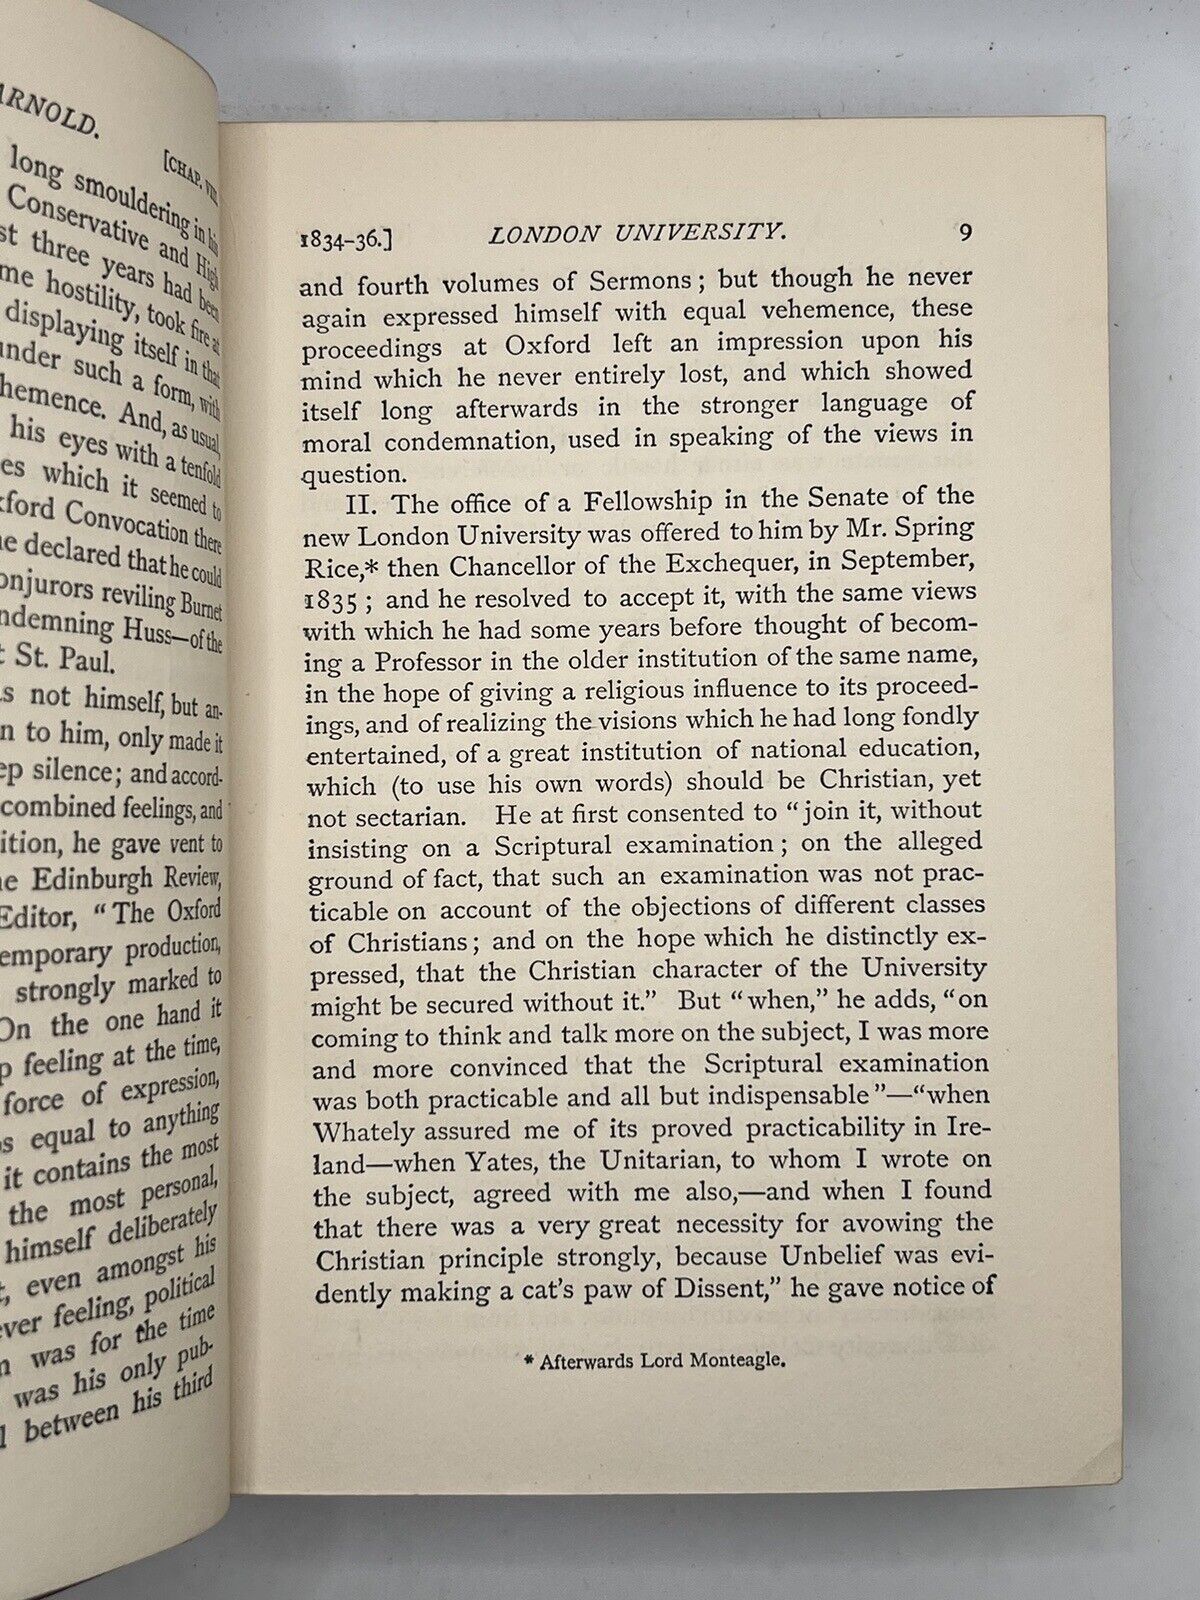 ARNOLD.
[CHAP. VIII.
long smouldering in his
Conservative and High
st three years had been
me hostility, took fire at
displaying itself in that
under such a form, with
hemence. And, as usual,
his eyes with a tenfold
es which it seemed to
xford Convocation there
he declared that he could
onjurors reviling Burnet
ndemning Huss—of the
t St. Paul.
as not himself, but an-
n to him, only made it
ep silence; and accord-
combined feelings, and
ition, he gave vent to
he Edinburgh Review,
Editor, “The Oxford
temporary production,
strongly marked to
On the one hand it
p feeling at the time,
force of expression,
ps equal to anything
it contains the most
the most personal,
himself deliberately
t, even amongst his
ever feeling, political
n was for the time
was his only pub-
l between his third
1834–36.] LONDON UNIVERSITY. 9
and fourth volumes of Sermons; but though he never
again expressed himself with equal vehemence, these
proceedings at Oxford left an impression upon his
mind which he never entirely lost, and which showed
itself long afterwards in the stronger language of
moral condemnation, used in speaking of the views in
question.
II. The office of a Fellowship in the Senate of the
new London University was offered to him by Mr. Spring
Rice,* then Chancellor of the Exchequer, in September,
1835; and he resolved to accept it, with the same views
with which he had some years before thought of becom-
ing a Professor in the older institution of the same name,
in the hope of giving a religious influence to its proceed-
ings, and of realizing the visions which he had long fondly
entertained, of a great institution of national education,
which (to use his own words) should be Christian, yet
not sectarian. He at first consented to “join it, without
insisting on a Scriptural examination; on the alleged
ground of fact, that such an examination was not prac-
ticable on account of the objections of different classes
of Christians; and on the hope which he distinctly ex-
pressed, that the Christian character of the University
might be secured without it.” But “when,” he adds, “on
coming to think and talk more on the subject, I was more
and more convinced that the Scriptural examination
was both practicable and all but indispensable”—“when
Whately assured me of its proved practicability in Ire-
land—when Yates, the Unitarian, to whom I wrote on
the subject, agreed with me also,—and when I found
that there was a very great necessity for avowing the
Christian principle strongly, because Unbelief was evi-
dently making a cat's paw of Dissent,” he gave notice of
* Afterwards Lord Monteagle.